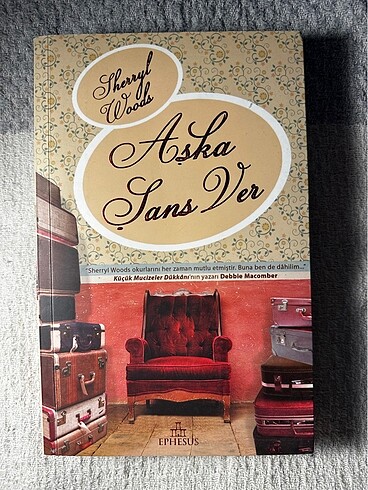 Sherryl
Woods
Aşka
Şans Ver
"Sherryl Woods okurlarını her zaman mutlu etmiştir. Buna ben de dâhilim..."
Küçük Mucizeler Dükkânı'nın yazarı Debbie Macomber
EPHESUS